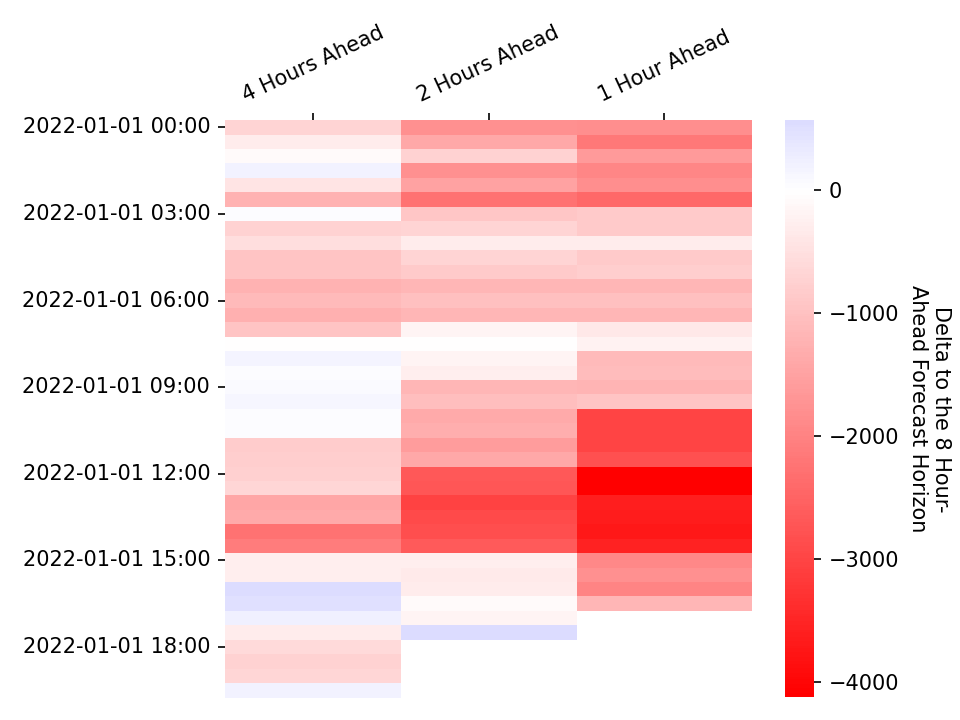 4 Hours Ahead
2 Hours Ahead
1 Hour Ahead
2022-01-01 00:00
2022-01-01 03:00
2022-01-01 06:00
2022-01-01 09:00
2022-01-01 12:00
2022-01-01 15:00
2022-01-01 18:00
0
−1000
−2000
−3000
−4000
Delta to the 8 Hour-
Ahead Forecast Horizon